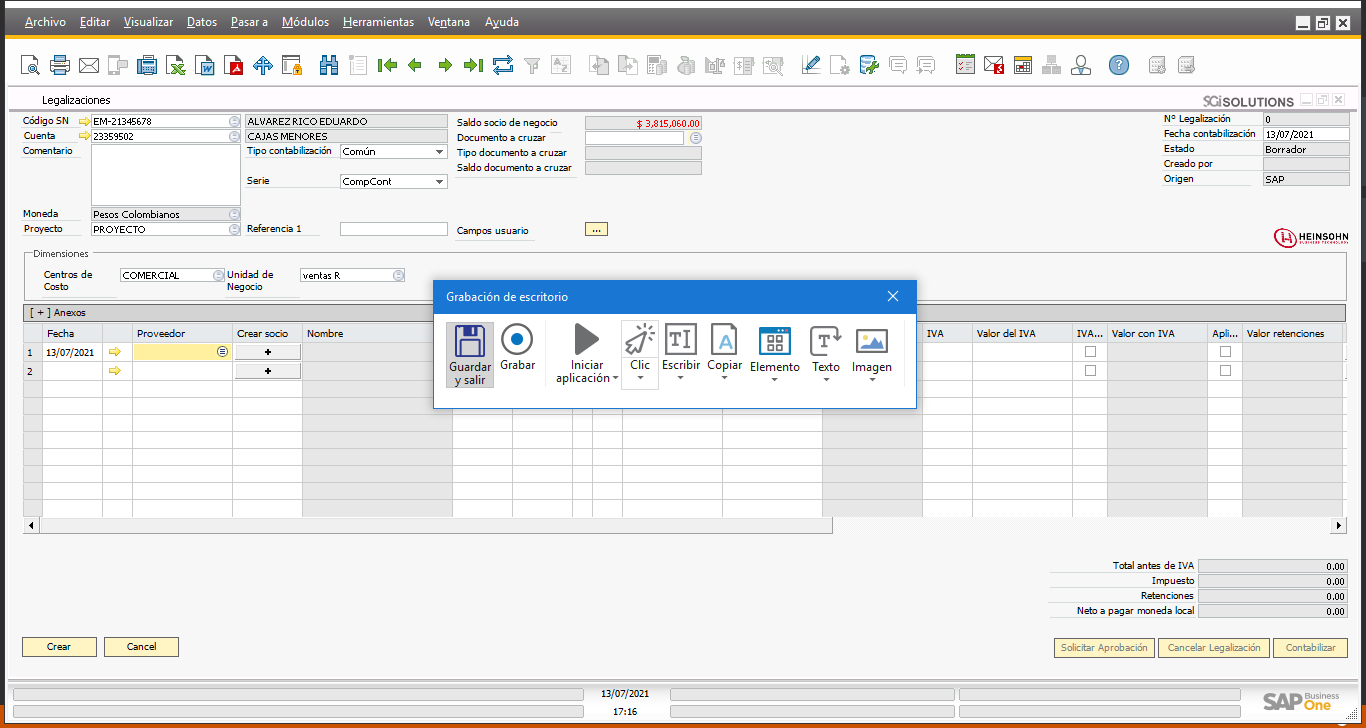 Archivo Editar Visualizar Datos Pasar a Módulos Herramientas Ventana Ayuda
Legalizaciones
SGi SOLUTIONS
Código SN EM-21345678 ALVAREZ RICO EDUARDO Saldo socio de negocio $ 3,815,060.00 N° Legalización 0
Cuenta 23359502 CAJAS MENORES Documento a cruzar Fecha contabilización 13/07/2021
Comentario Tipo contabilización Común Tipo documento a cruzar Estado Borrador
Saldo documento a cruzar Creado por
Serie CompCont Origen SAP
Moneda Pesos Colombianos
Proyecto PROYECTO Referencia 1 Campos usuario ...
HEINSOHN
BUSINESS TECHNOLOGY
Dimensiones
Centros de Costo COMERCIAL Unidad de Negocio ventas R
[ + ] Anexos
Grabación de escritorio
Guardar y salir Grabar Iniciar aplicación Clic Escribir Copiar Elemento Texto Imagen
Fecha Proveedor Crear socio Nombre IVA Valor del IVA IVA... Valor con IVA Apli... Valor retenciones
1 13/07/2021 +
2 +
Total antes de IVA 0.00
Impuesto 0.00
Retenciones 0.00
Neto a pagar moneda local 0.00
Crear Cancel Solicitar Aprobación Cancelar Legalización Contabilizar
13/07/2021
17:16
SAP Business One